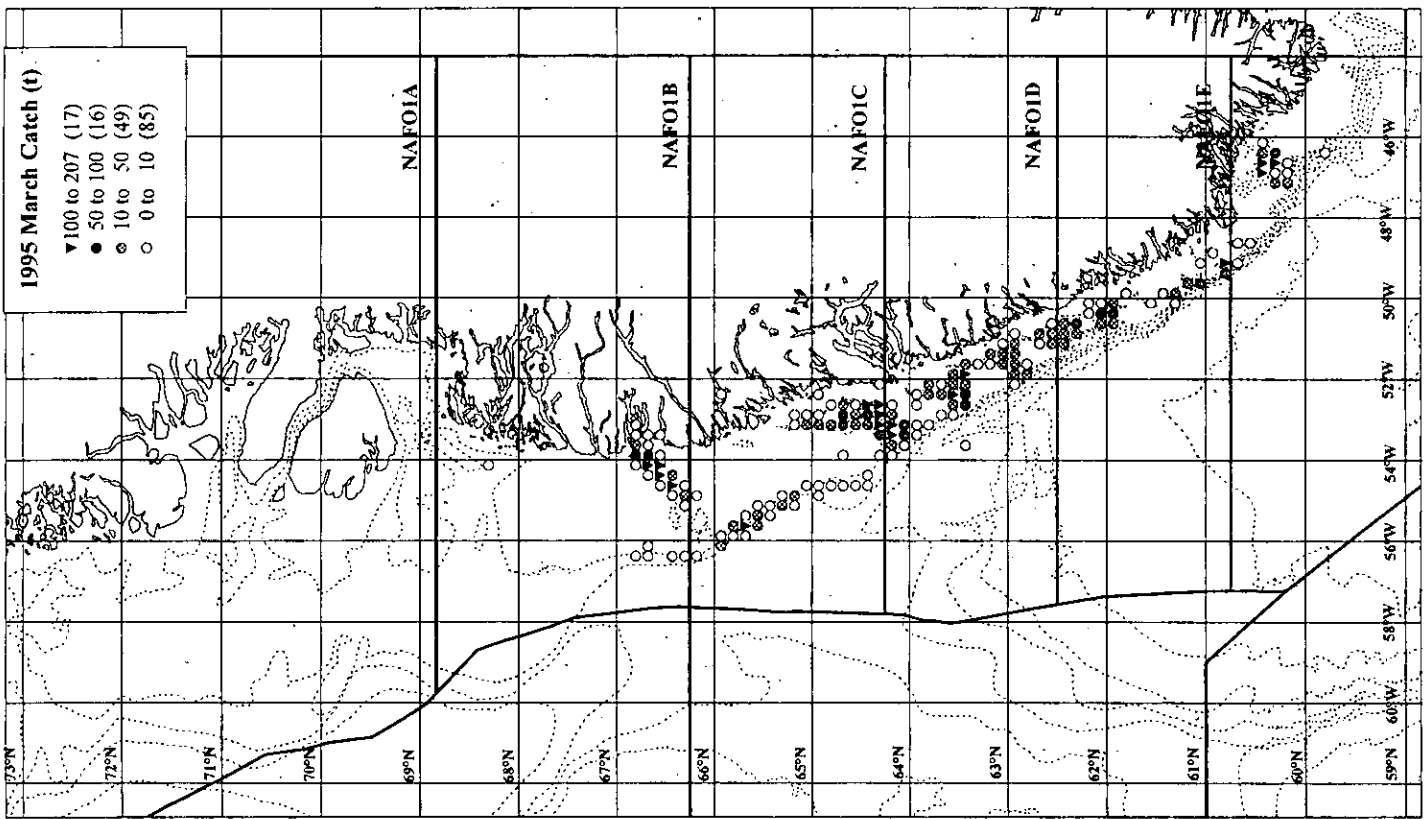 1995 March Catch (t)
▼100 to 207 (17)
● 50 to 100 (16)
⊗ 10 to 50 (49)
○ 0 to 10 (85)
NAFO1A
NAFO1B
NAFO1C
NAFO1D
NAFO1E
73°N
72°N
71°N
70°N
69°N
68°N
67°N
66°N
65°N
64°N
63°N
62°N
61°N
60°N
59°N
46°W
48°W
50°W
52°W
54°W
56°W
58°W
60°W